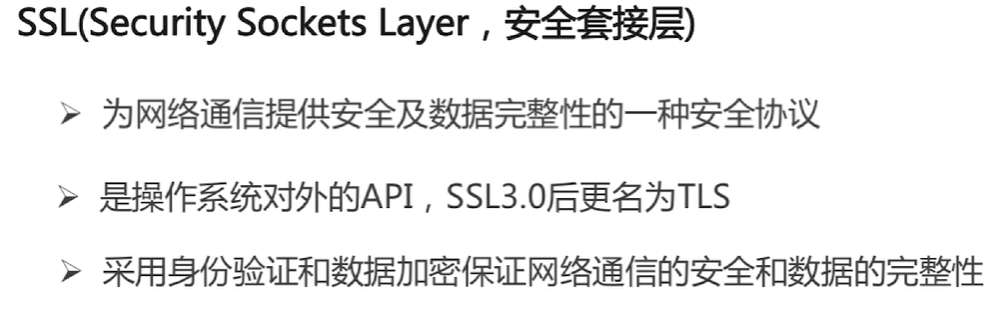 SSL(Security Sockets Layer，安全套接层)
➢ 为网络通信提供安全及数据完整性的一种安全协议
➢ 是操作系统对外的API，SSL3.0后更名为TLS
➢ 采用身份验证和数据加密保证网络通信的安全和数据的完整性